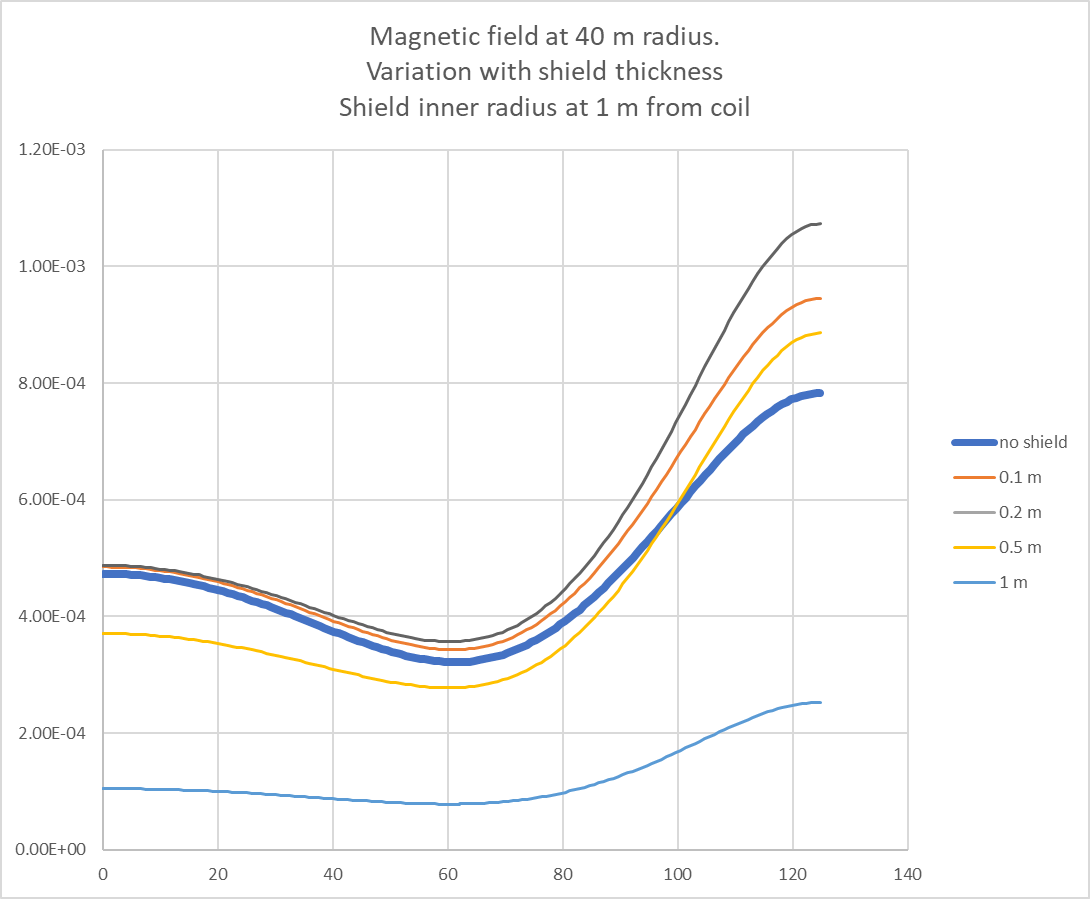 Magnetic field at 40 m radius.
Variation with shield thickness
Shield inner radius at 1 m from coil
1.20E-03
1.00E-03
8.00E-04
6.00E-04
4.00E-04
2.00E-04
0.00E+00
0 20 40 60 80 100 120 140
no shield
0.1 m
0.2 m
0.5 m
1 m